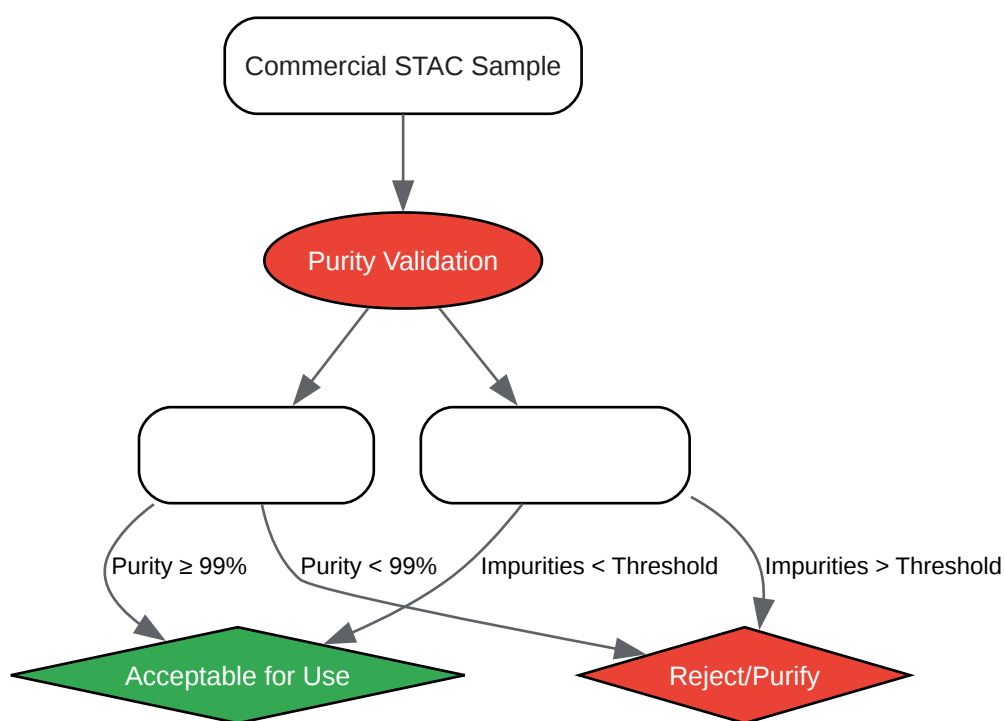 Commercial STAC Sample
Purity Validation
Purity ≥ 99%
Purity < 99%
Impurities < Threshold
Impurities > Threshold
Acceptable for Use
Reject/Purify